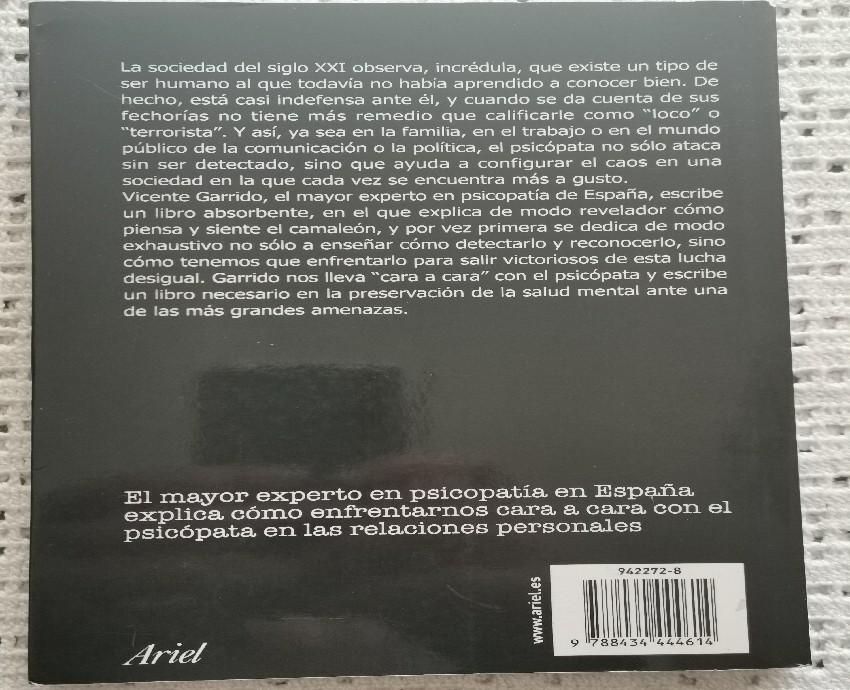 La sociedad del siglo XXI observa, incrédula, que existe un tipo de
ser humano al que todavía no había aprendido a conocer bien. De
hecho, está casi indefensa ante él, y cuando se da cuenta de sus
fechorías no tiene más remedio que calificarle como “loco” o
“terrorista”. Y así, ya sea en la familia, en el trabajo o en el mundo
público de la comunicación o la política, el psicópata no sólo ataca
sin ser detectado, sino que ayuda a configurar el caos en una
sociedad en la que cada vez se encuentra más a gusto.
Vicente Garrido, el mayor experto en psicopatía de España, escribe
un libro absorbente, en el que explica de modo revelador cómo
piensa y siente el camaleón, y por vez primera se dedica de modo
exhaustivo no sólo a enseñar cómo detectarlo y reconocerlo, sino
cómo tenemos que enfrentarlo para salir victoriosos de esta lucha
desigual. Garrido nos lleva “cara a cara” con el psicópata y escribe
un libro necesario en la preservación de la salud mental ante una
de las más grandes amenazas.
El mayor experto en psicopatía en España
explica cómo enfrentarnos cara a cara con el
psicópata en las relaciones personales
942272-8
www.ariel.es
9 788434 444614
Ariel